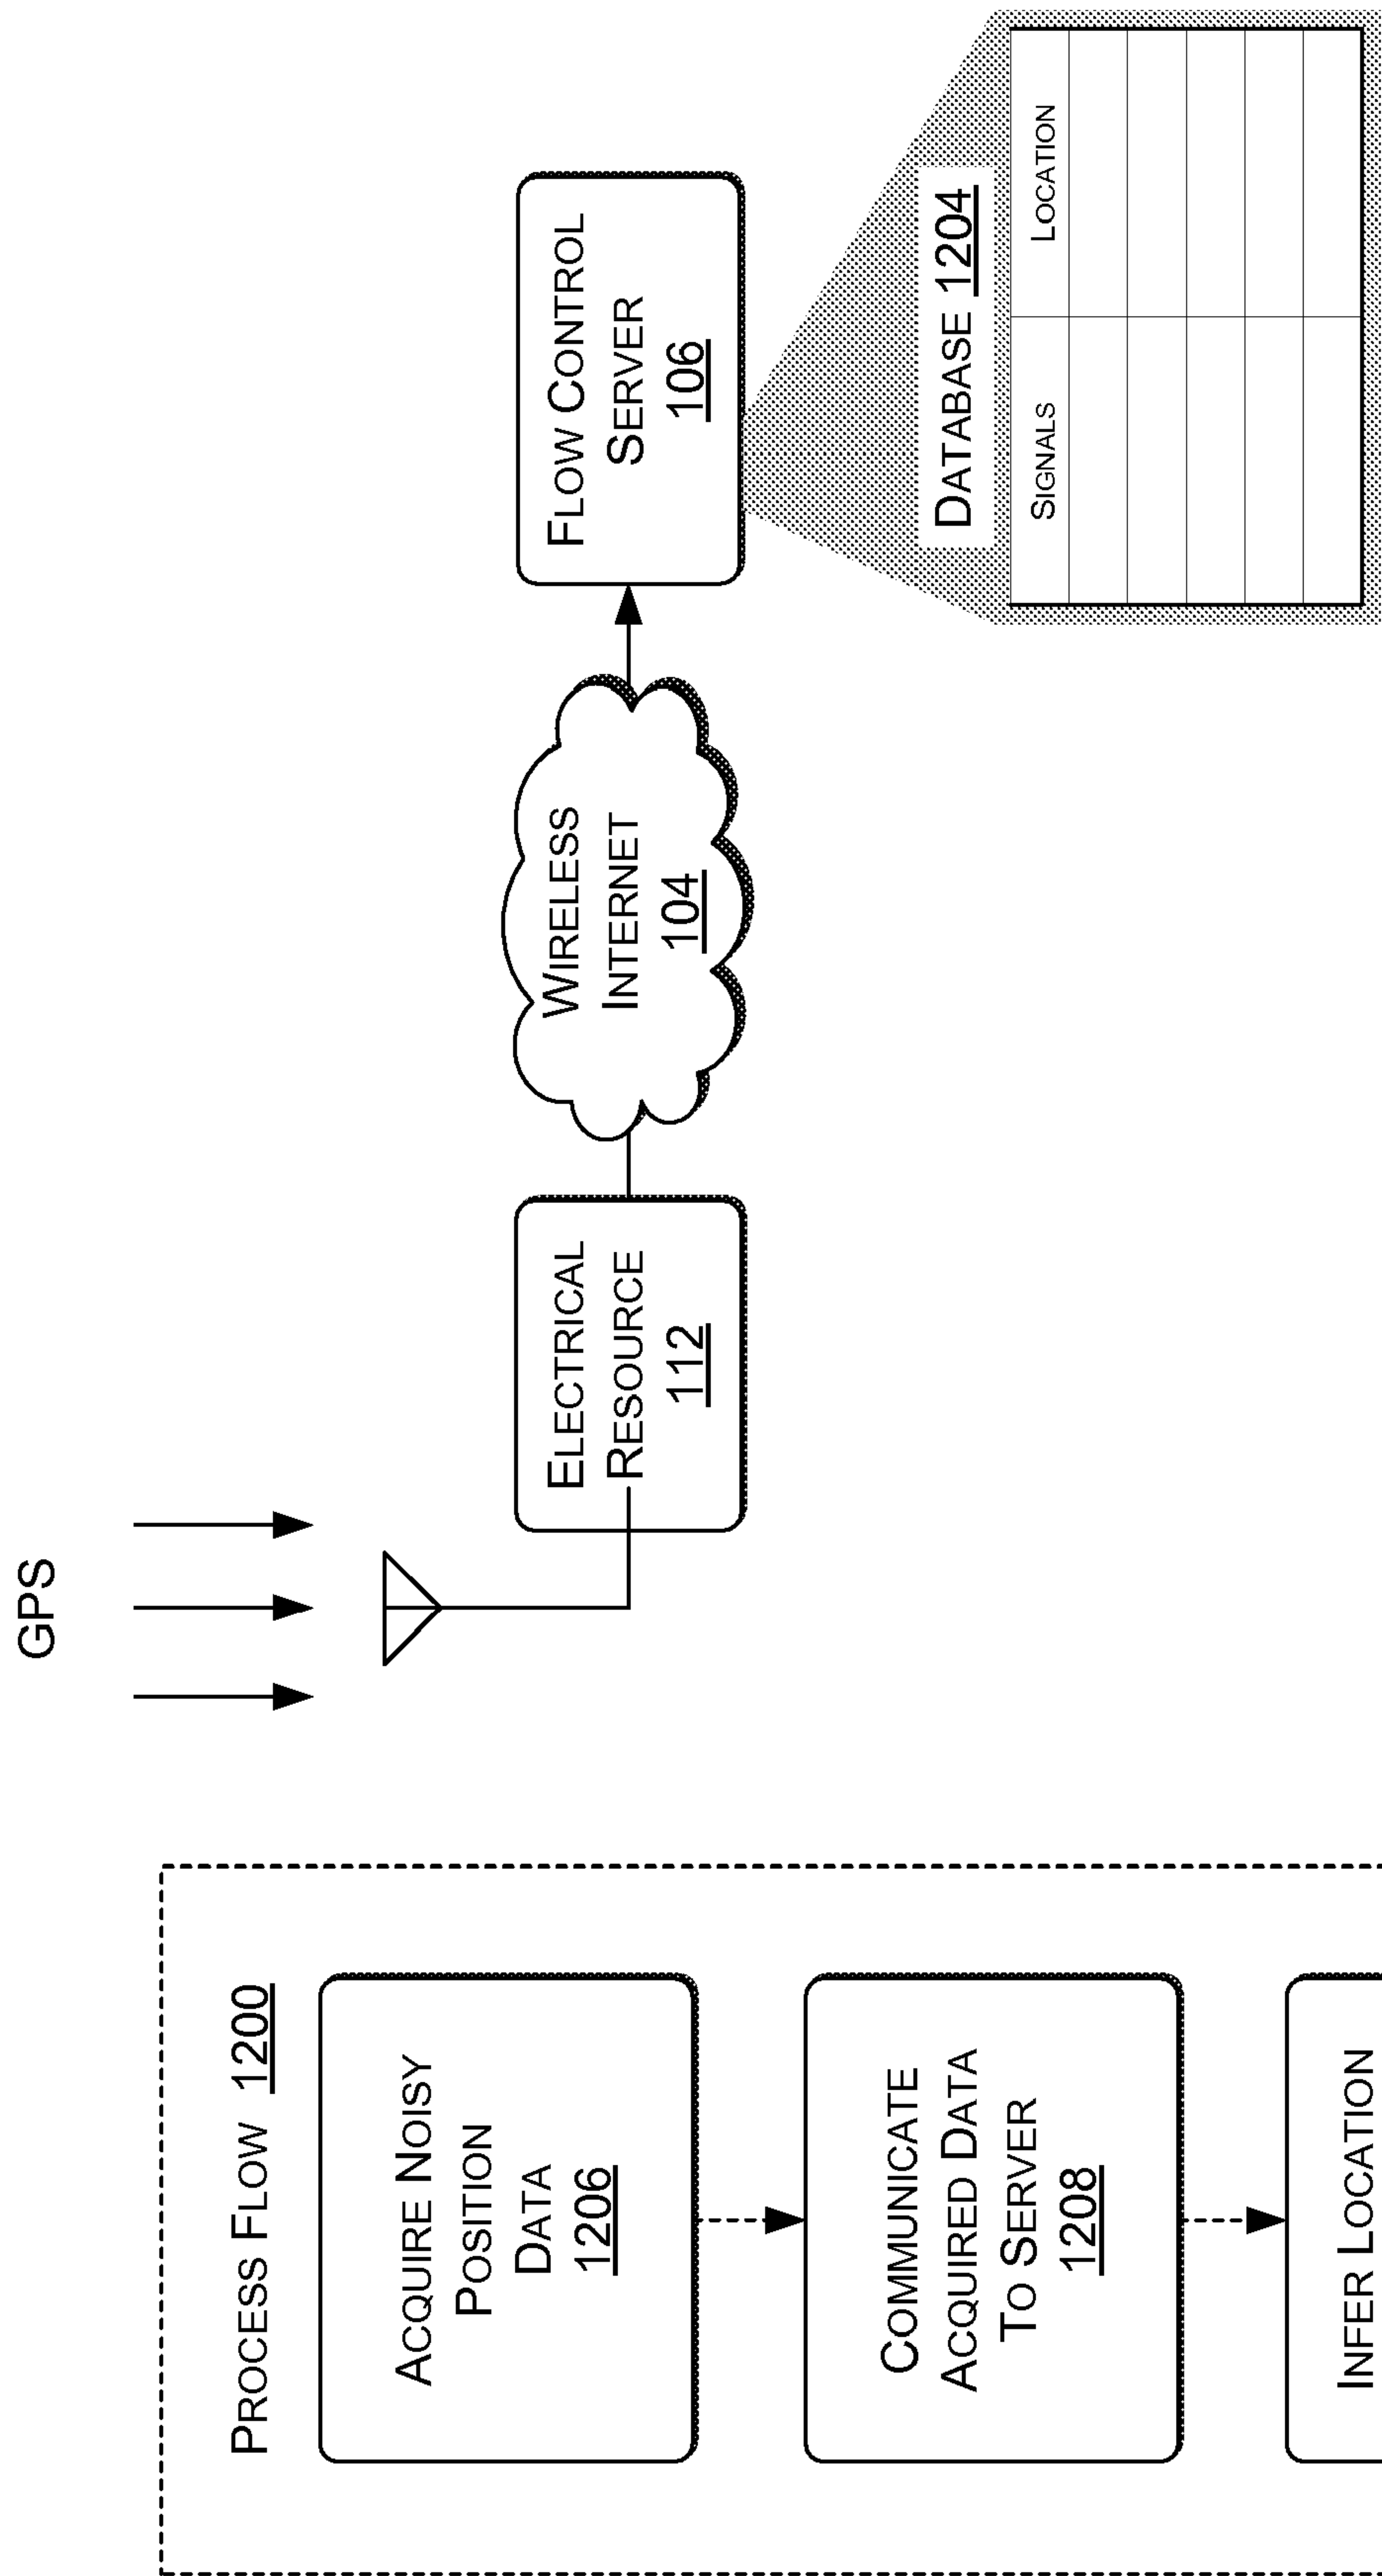 PROCESS FLOW 1200
ACQUIRE NOISY
POSITION
DATA
1206
COMMUNICATE
ACQUIRED DATA
TO SERVER
1208
INFER LOCATION
GPS
ELECTRICAL
RESOURCE
112
WIRELESS
INTERNET
104
FLOW CONTROL
SERVER
106
DATABASE 1204
SIGNALS
LOCATION